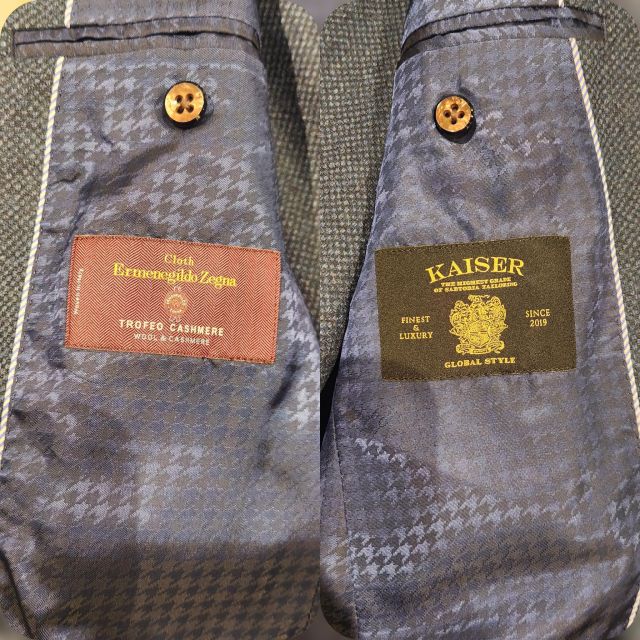 Cloth
Ermenegildo Zegna
TROFEO CASHMERE
WOOL & CASHMERE
KAISER
THE HIGHEST GRADE
OF SARTORIA TAILORING
FINEST
& LUXURY
SINCE
2019
GLOBAL STYLE